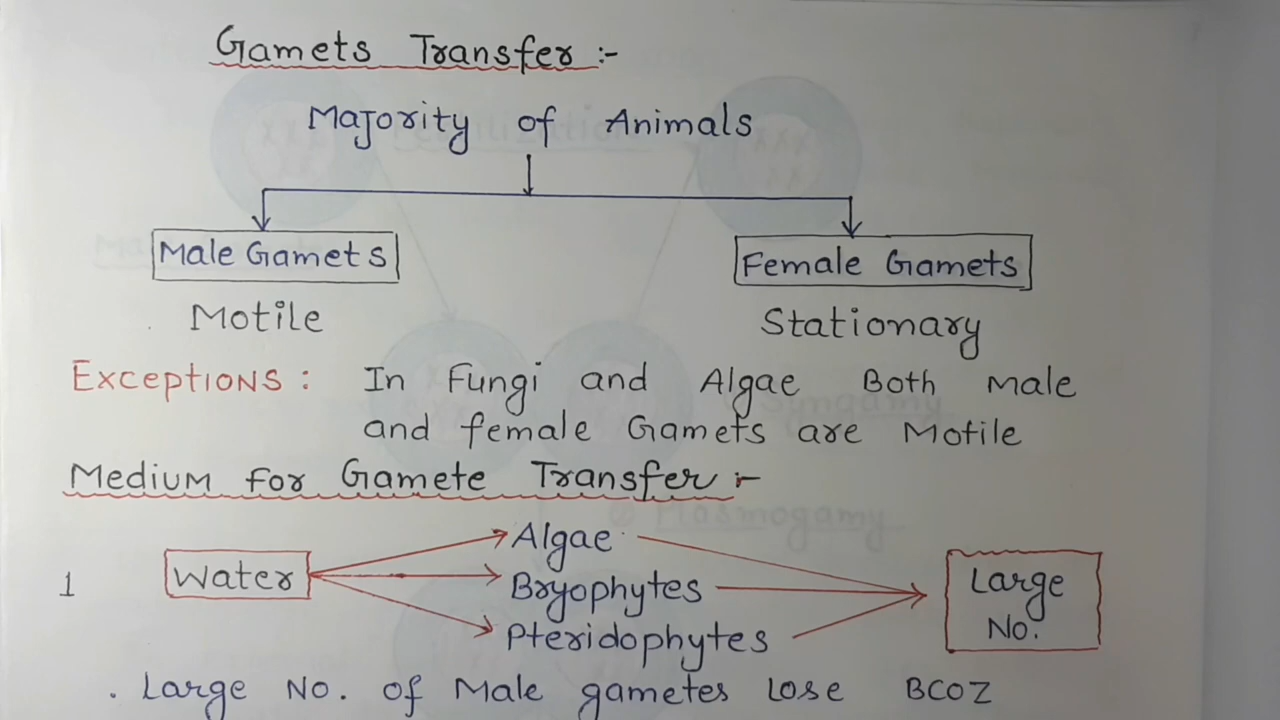 Gamets Transfer :-
Majority of Animals
Male Gamets
Female Gamets
Motile
Stationary
Exceptions : In Fungi and Algae Both Male
and female Gamets are Motile
Medium for Gamete Transfer :-
Algae
1 Water Bryophytes Large No.
Pteridophytes
. Large No. of Male gametes lose BCOZ